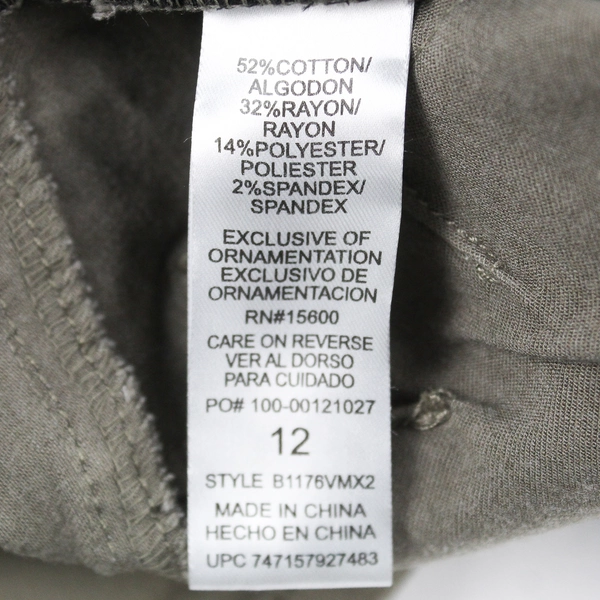 52%COTTON/
ALGODON
32%RAYON/
RAYON
14%POLYESTER/
POLIESTER
2%SPANDEX/
SPANDEX
EXCLUSIVE OF
ORNAMENTATION
EXCLUSIVO DE
ORNAMENTACION
RN#15600
CARE ON REVERSE
VER AL DORSO
PARA CUIDADO
PO# 100-00121027
12
STYLE B1176VMX2
MADE IN CHINA
HECHO EN CHINA
UPC 747157927483